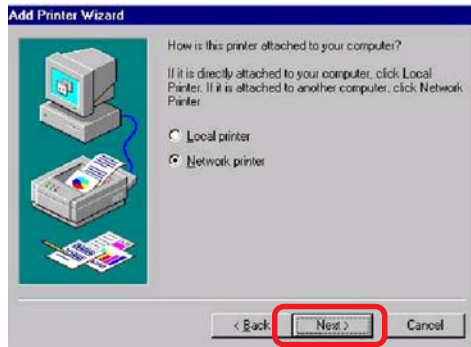 Add Printer Wizard
How is this printer attached to your computer?
If it is directly attached to your computer, click Local
Printer. If it is attached to another computer, click Network
Printer
Local printer
Network printer
< Back
Next >
Cancel